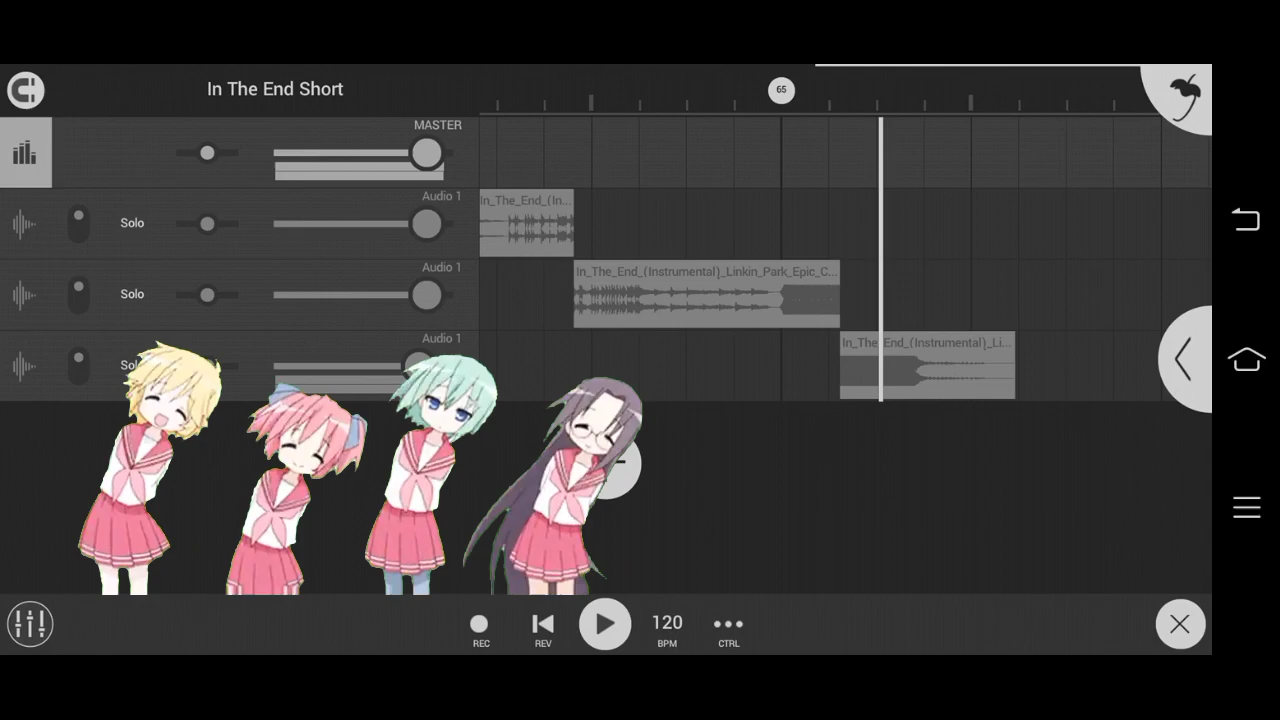 In The End Short
65
MASTER
Audio 1
Solo
In_The_End_(In...
Audio 1
Solo
In_The_End_(Instrumental)_Linkin_Park_Epic_C...
Audio 1
In_The_End_(Instrumental)_Li...
120
REC
REV
BPM
CTRL